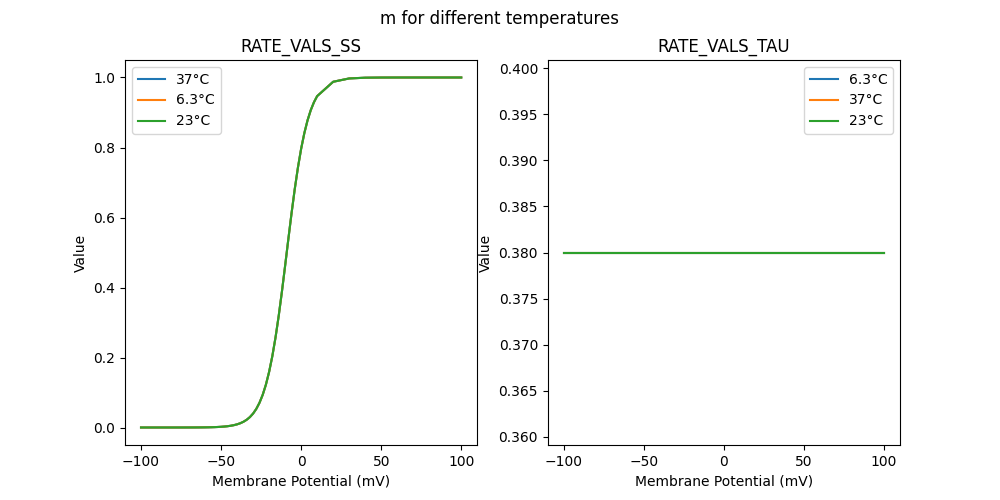 m for different temperatures
RATE_VALS_SS
37°C
6.3°C
23°C
1.0
0.8
0.6
0.4
0.2
0.0
Value
−100
−50
0
50
100
Membrane Potential (mV)
RATE_VALS_TAU
6.3°C
37°C
23°C
0.400
0.395
0.390
0.385
0.380
0.375
0.370
0.365
0.360
Value
−100
−50
0
50
100
Membrane Potential (mV)